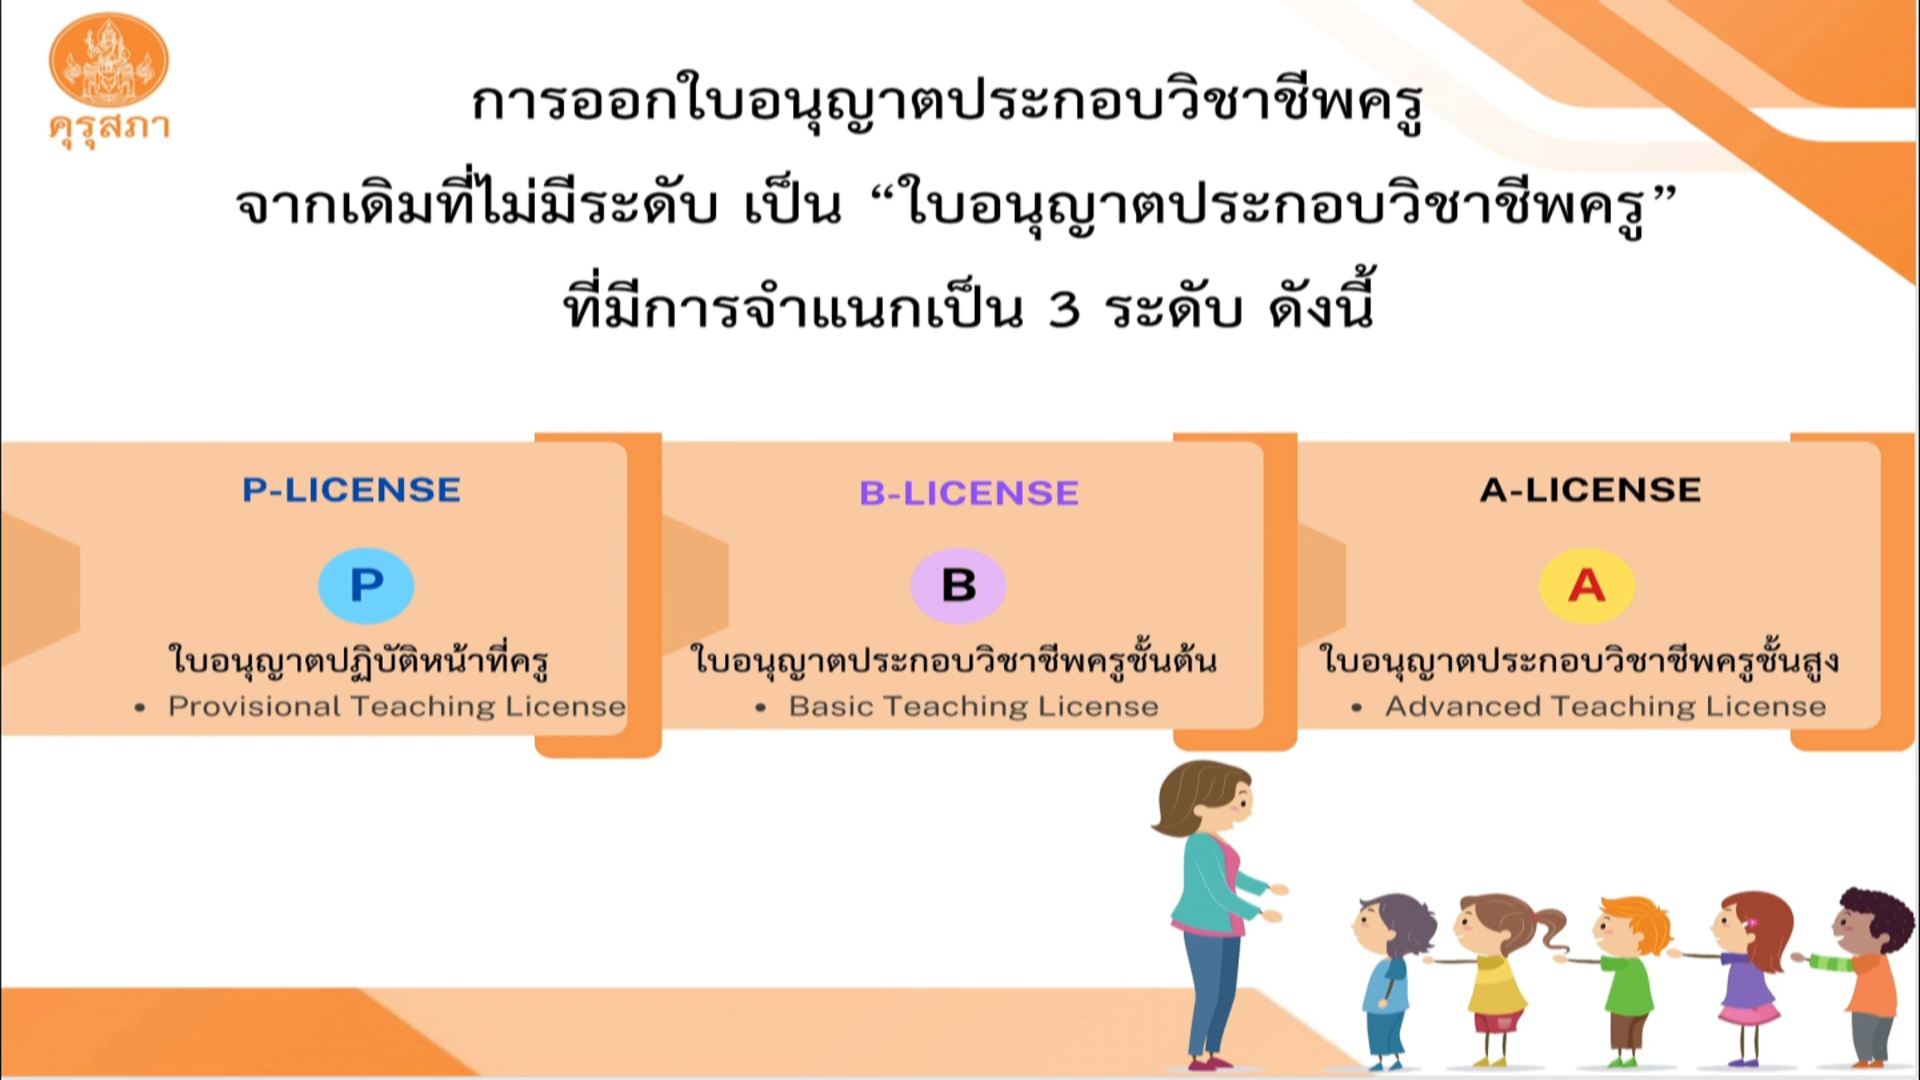 คุรุสภา
การออกใบอนุญาตประกอบวิชาชีพครู
จากเดิมที่ไม่มีระดับ เป็น “ใบอนุญาตประกอบวิชาชีพครู”
ที่มีการจำแนกเป็น 3 ระดับ ดังนี้
P-LICENSE
P
ใบอนุญาตปฏิบัติหน้าที่ครู
• Provisional Teaching License
B-LICENSE
B
ใบอนุญาตประกอบวิชาชีพครูชั้นต้น
• Basic Teaching License
A-LICENSE
A
ใบอนุญาตประกอบวิชาชีพครูชั้นสูง
• Advanced Teaching License